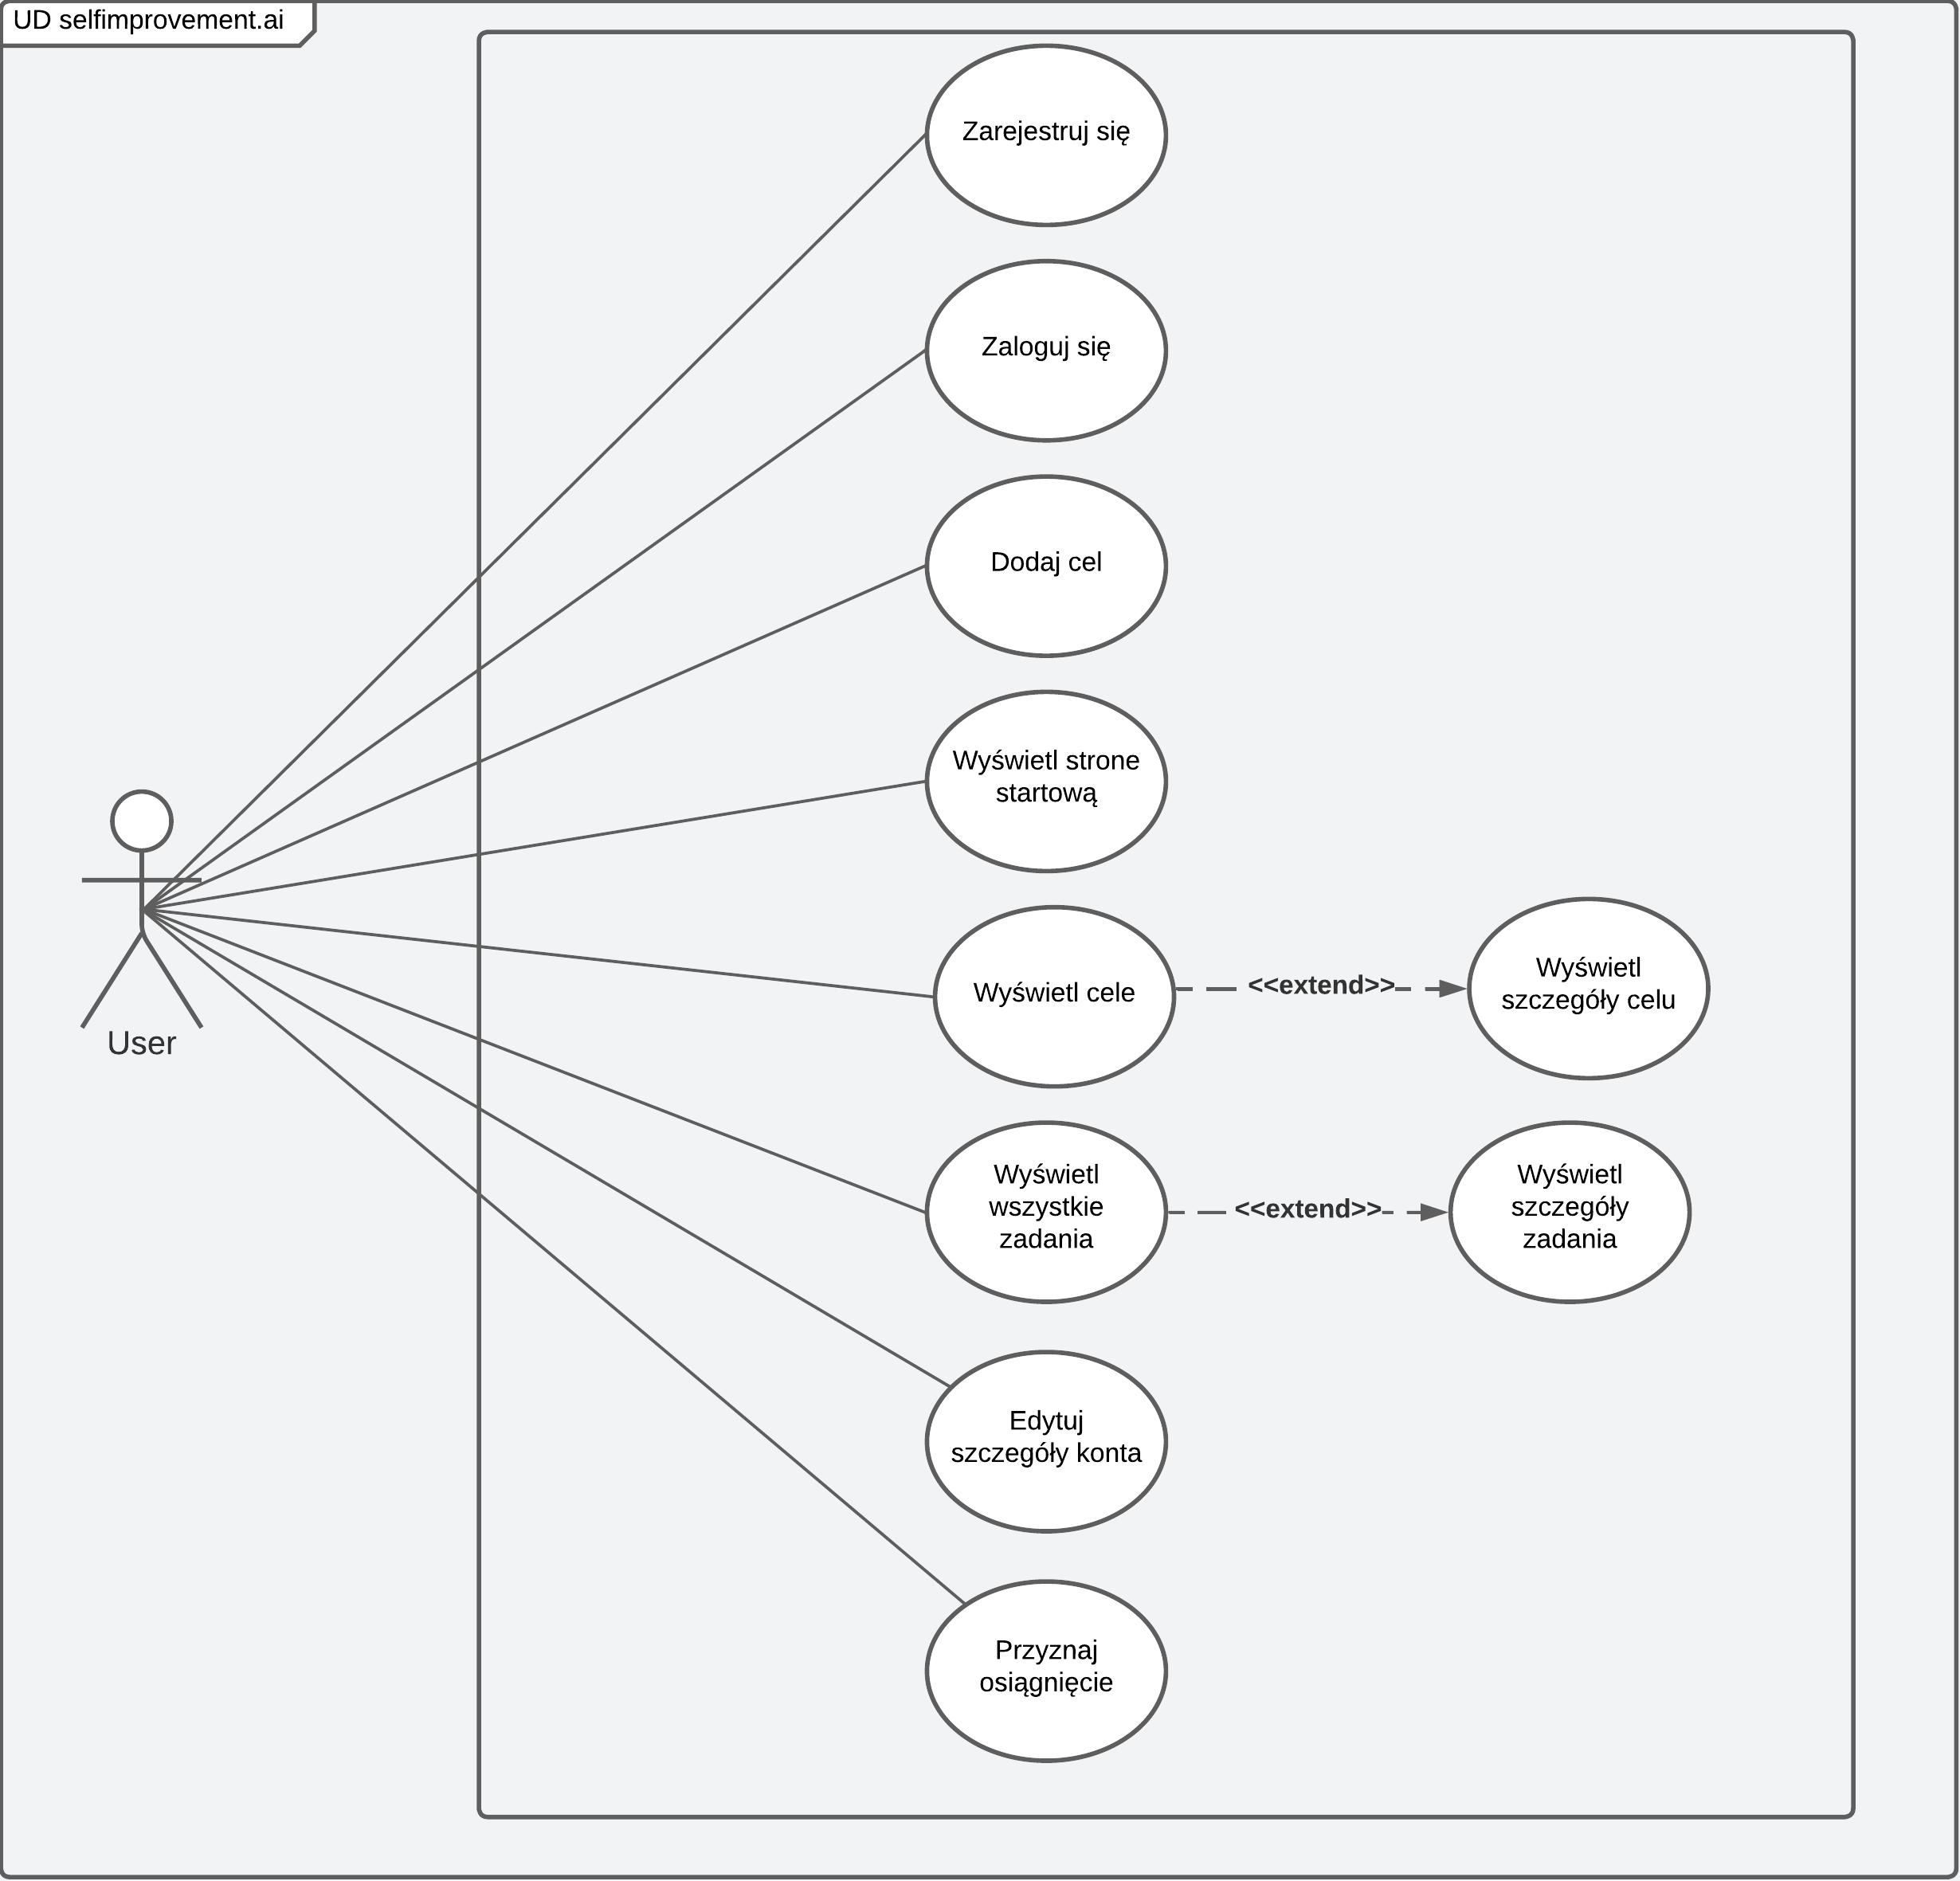 UD selfimprovement.ai
Zarejestruj się
Zaloguj się
Dodaj cel
Wyświetl strone
startową
User
Wyświetl cele
<<extend>>
Wyświetl
szczegóły celu
Wyświetl
wszystkie
zadania
<<extend>>
Wyświetl
szczegóły
zadania
Edytuj
szczegóły konta
Przyznaj
osiągnięcie